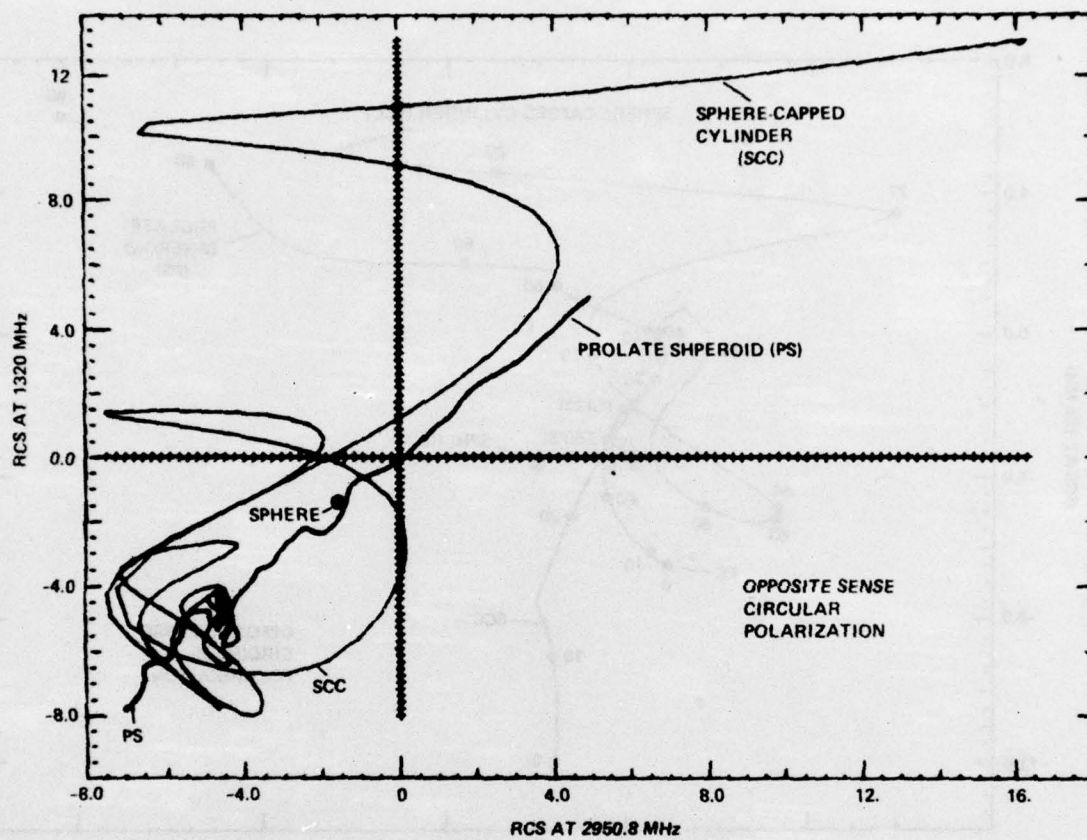 12
8.0
4.0
0.0
-4.0
-8.0
RCS AT 1320 MHz
SPHERE-CAPPED
CYLINDER
(SCC)
PROLATE SHPEROID (PS)
SPHERE
OPPOSITE SENSE
CIRCULAR
POLARIZATION
SCC
PS
-8.0
-4.0
0
4.0
8.0
12.
16.
RCS AT 2950.8 MHz